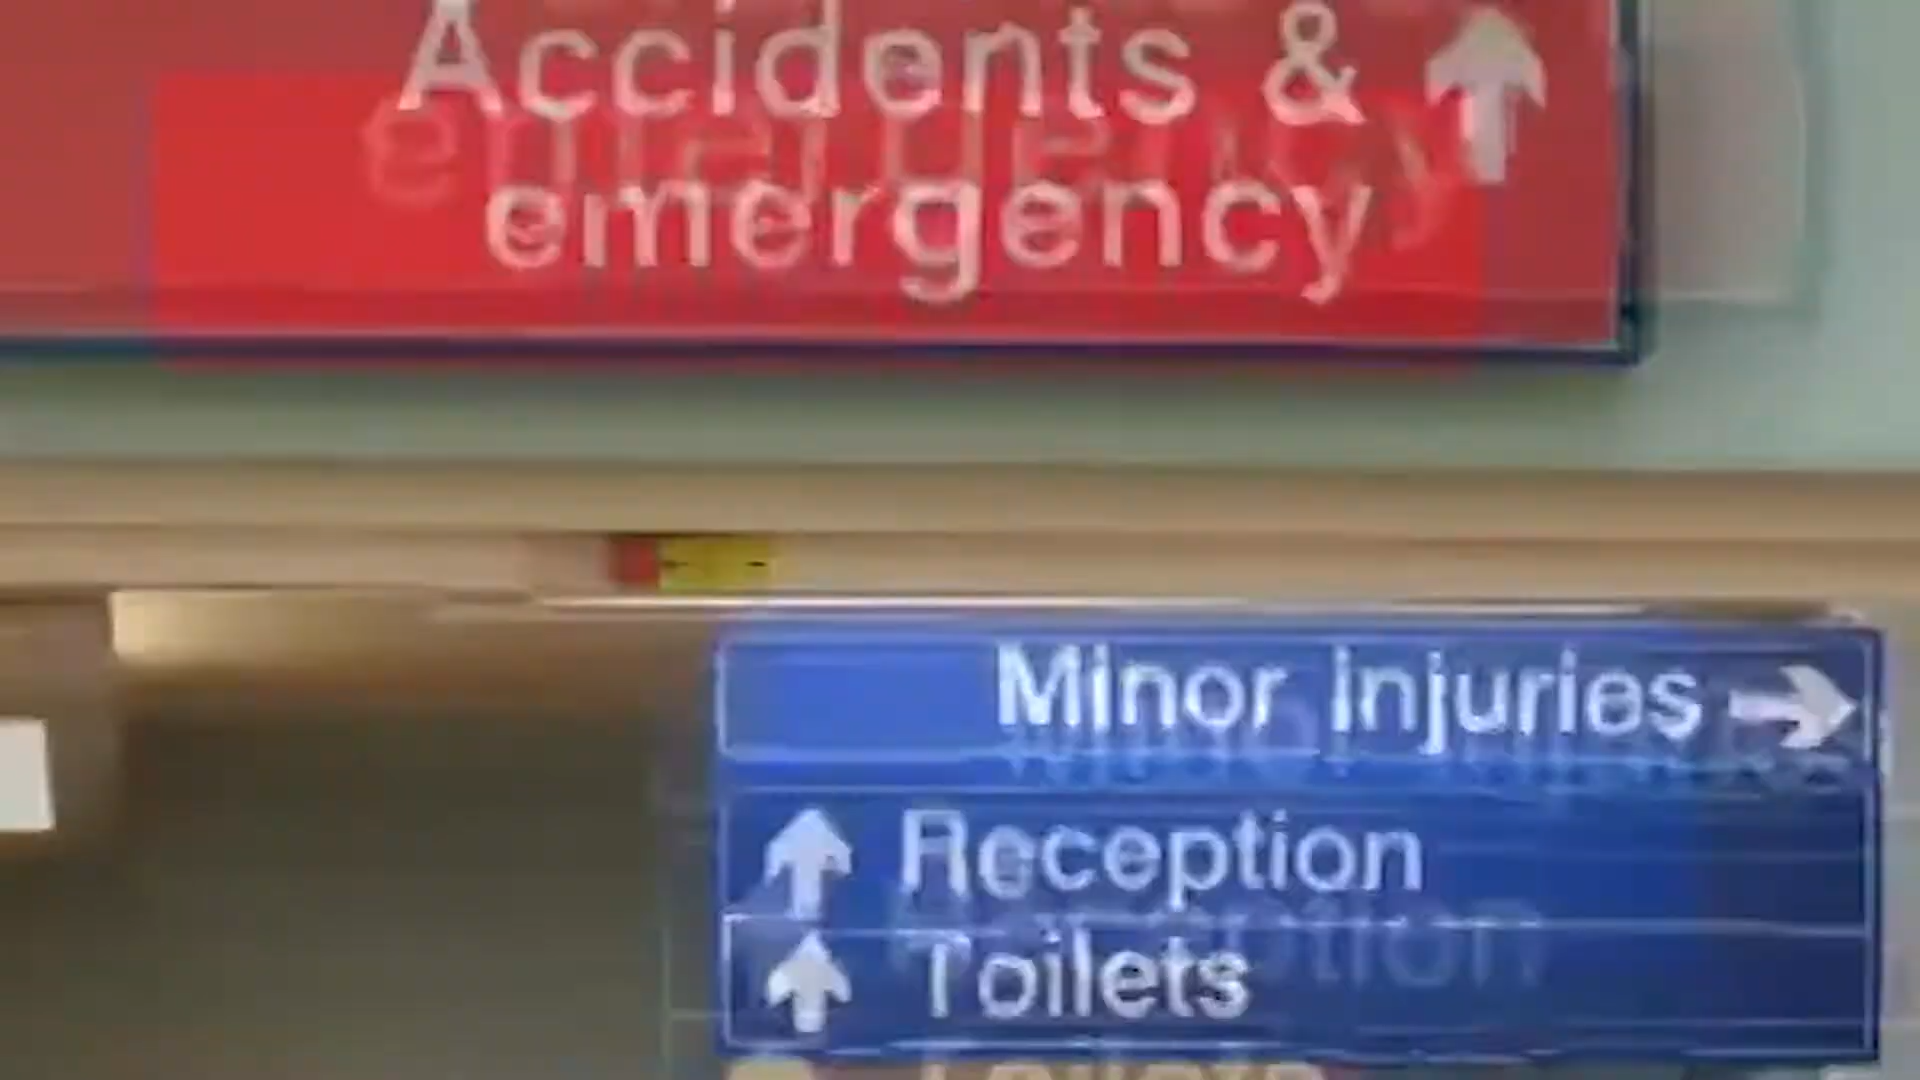 Accidents &
emergency
Minor Injuries
Reception
Toilets